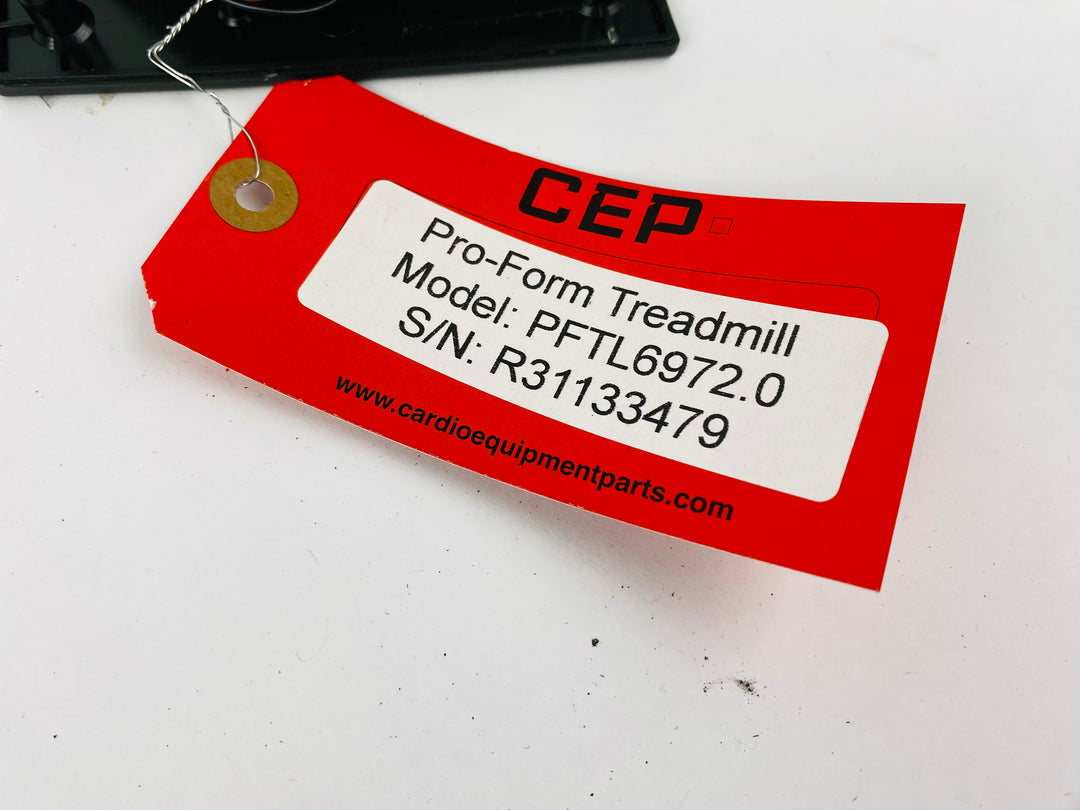 CEP
Pro-Form Treadmill
Model: PFTL6972.0
S/N: R31133479
www.cardioequipmentparts.com